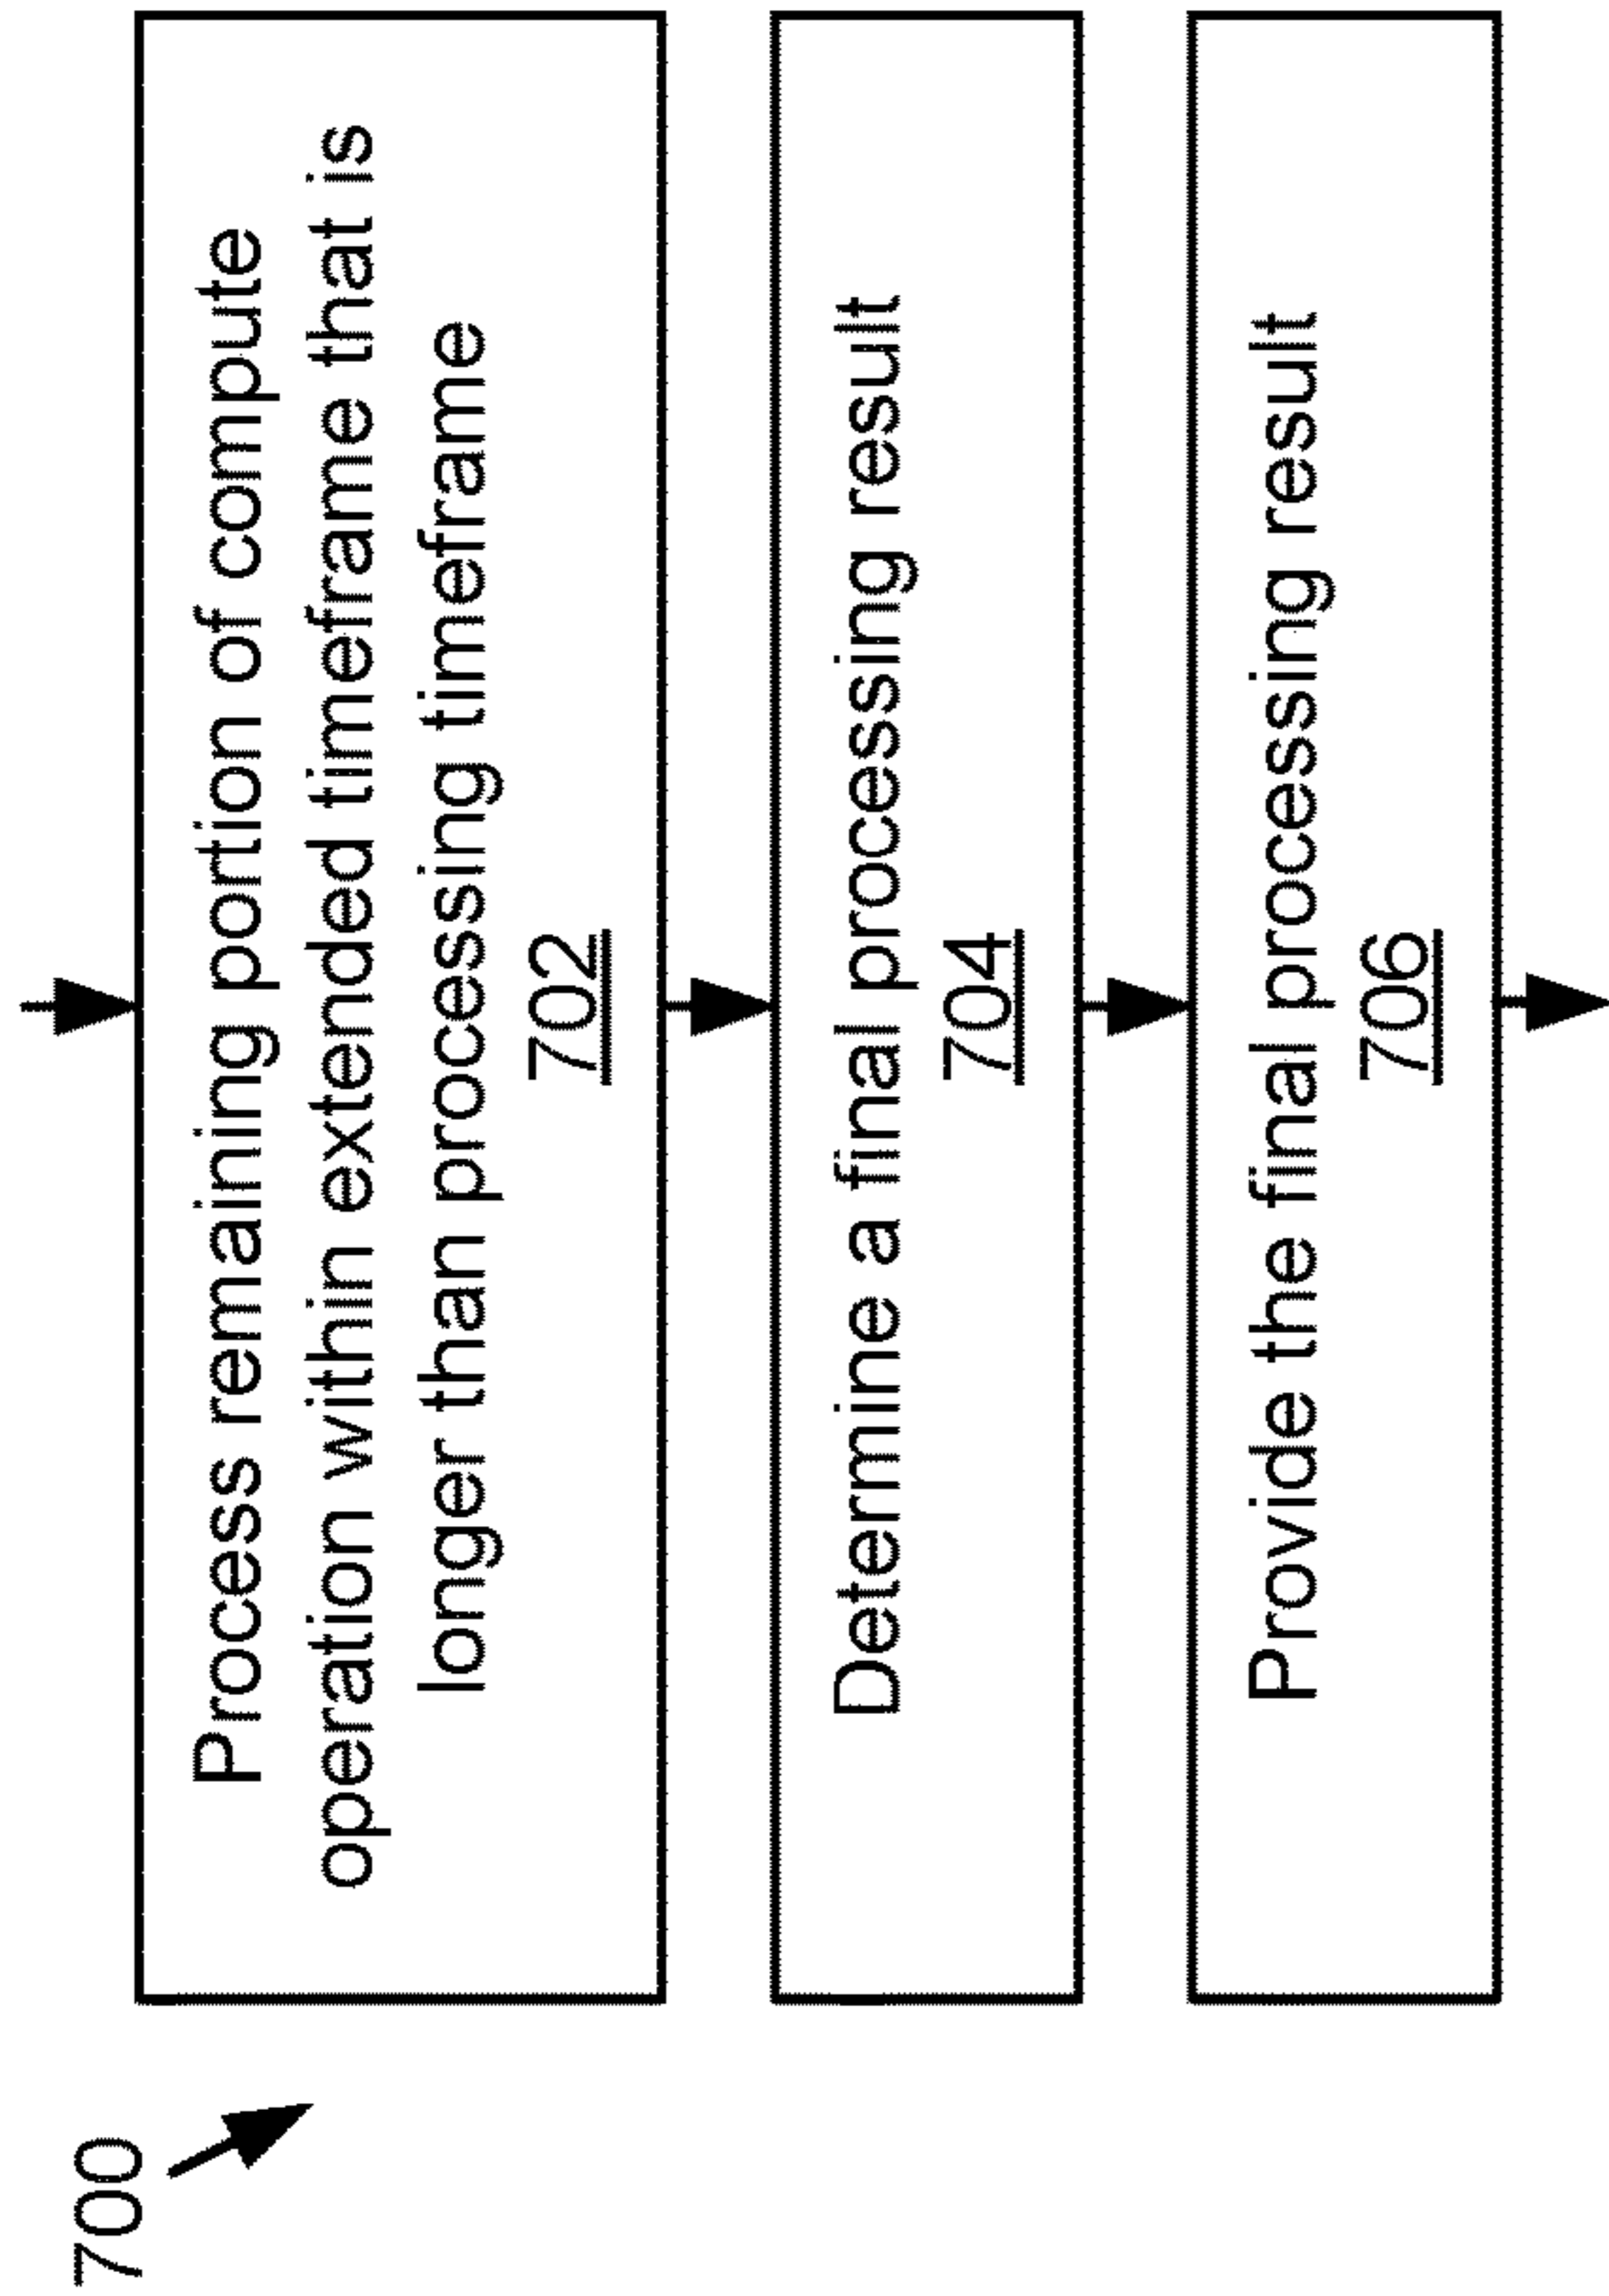 700
Process remaining portion of compute
operation within extended timeframe that is
longer than processing timeframe
702
Determine a final processing result
704
Provide the final processing result
706